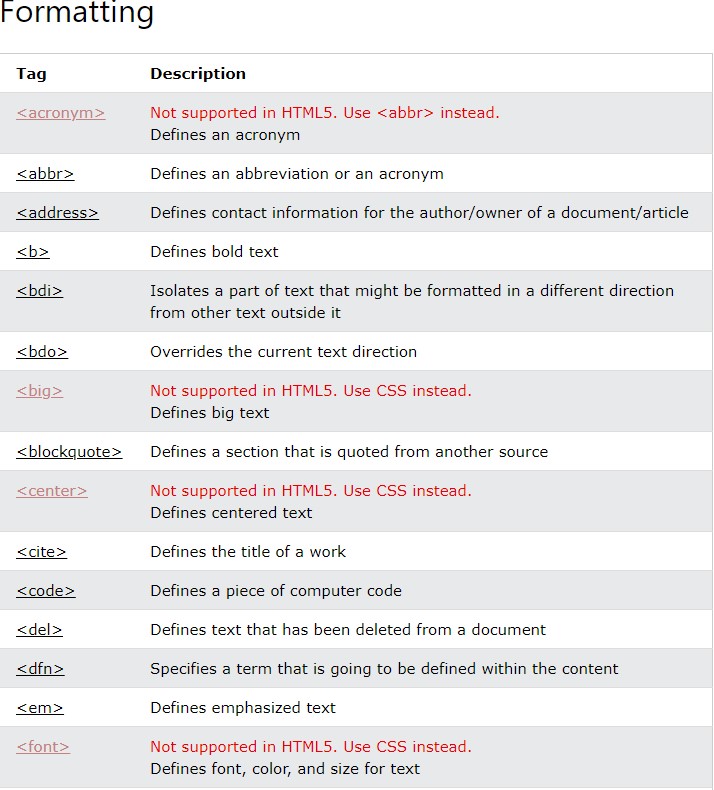 Formatting
Tag Description
<acronym> Not supported in HTML5. Use <abbr> instead.
Defines an acronym
<abbr> Defines an abbreviation or an acronym
<address> Defines contact information for the author/owner of a document/article
<b> Defines bold text
<bdi> Isolates a part of text that might be formatted in a different direction
from other text outside it
<bdo> Overrides the current text direction
<big> Not supported in HTML5. Use CSS instead.
Defines big text
<blockquote> Defines a section that is quoted from another source
<center> Not supported in HTML5. Use CSS instead.
Defines centered text
<cite> Defines the title of a work
<code> Defines a piece of computer code
<del> Defines text that has been deleted from a document
<dfn> Specifies a term that is going to be defined within the content
<em> Defines emphasized text
<font> Not supported in HTML5. Use CSS instead.
Defines font, color, and size for text